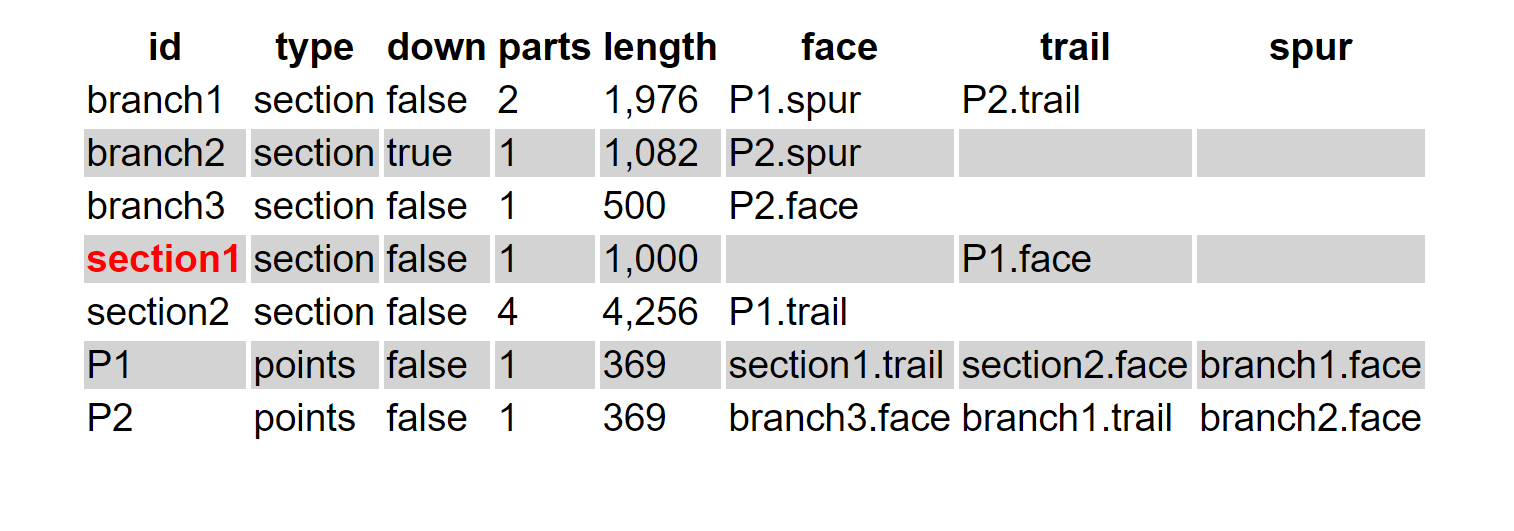 id type down parts length face trail spur
branch1 section false 2 1,976 P1.spur P2.trail
branch2 section true 1 1,082 P2.spur
branch3 section false 1 500 P2.face
section1 section false 1 1,000 P1.face
section2 section false 4 4,256 P1.trail
P1 points false 1 369 section1.trail section2.face branch1.face
P2 points false 1 369 branch3.face branch1.trail branch2.face